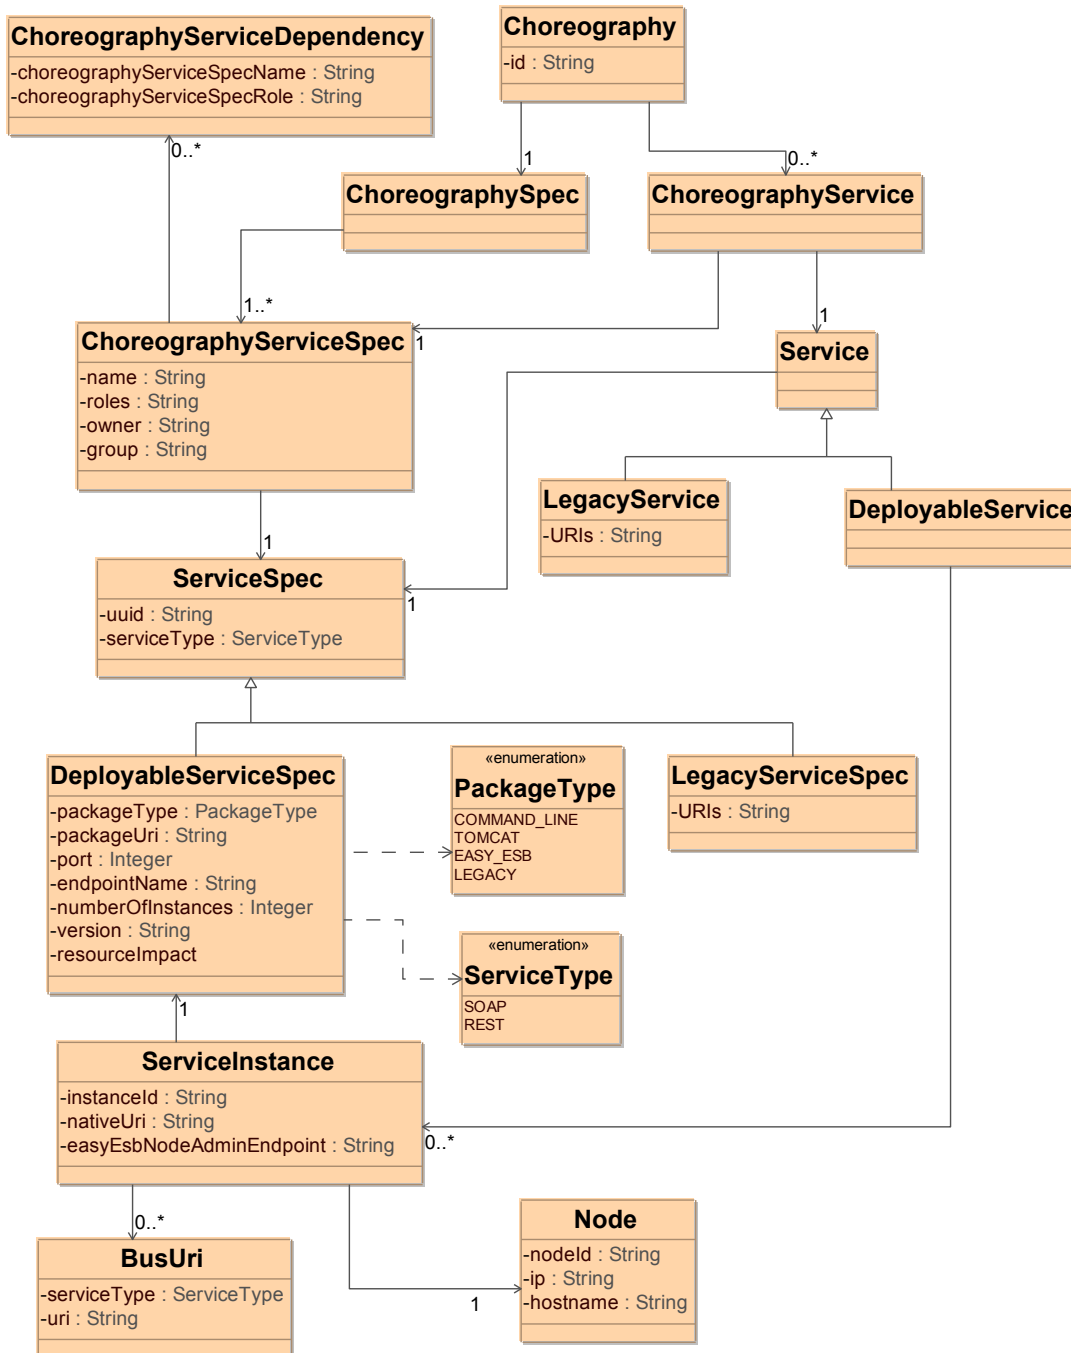 ChoreographyServiceDependency
-choreographyServiceSpecName : String
-choreographyServiceSpecRole : String
0..*
Choreography
-id : String
1
0..*
ChoreographySpec
ChoreographyService
1..*
1
1
ChoreographyServiceSpec
-name : String
-roles : String
-owner : String
-group : String
Service
1
LegacyService
-URIs : String
DeployableService
ServiceSpec
-uuid : String
-serviceType : ServiceType
1
DeployableServiceSpec
-packageType : PackageType
-packageUri : String
-port : Integer
-endpointName : String
-numberOfInstances : Integer
-version : String
-resourceImpact
«enumeration»
PackageType
COMMAND_LINE
TOMCAT
EASY_ESB
LEGACY
LegacyServiceSpec
-URIs : String
«enumeration»
ServiceType
SOAP
REST
1
ServiceInstance
-instanceId : String
-nativeUri : String
-easyEsbNodeAdminEndpoint : String
0..*
0..*
BusUri
-serviceType : ServiceType
-uri : String
1
Node
-nodeId : String
-ip : String
-hostname : String